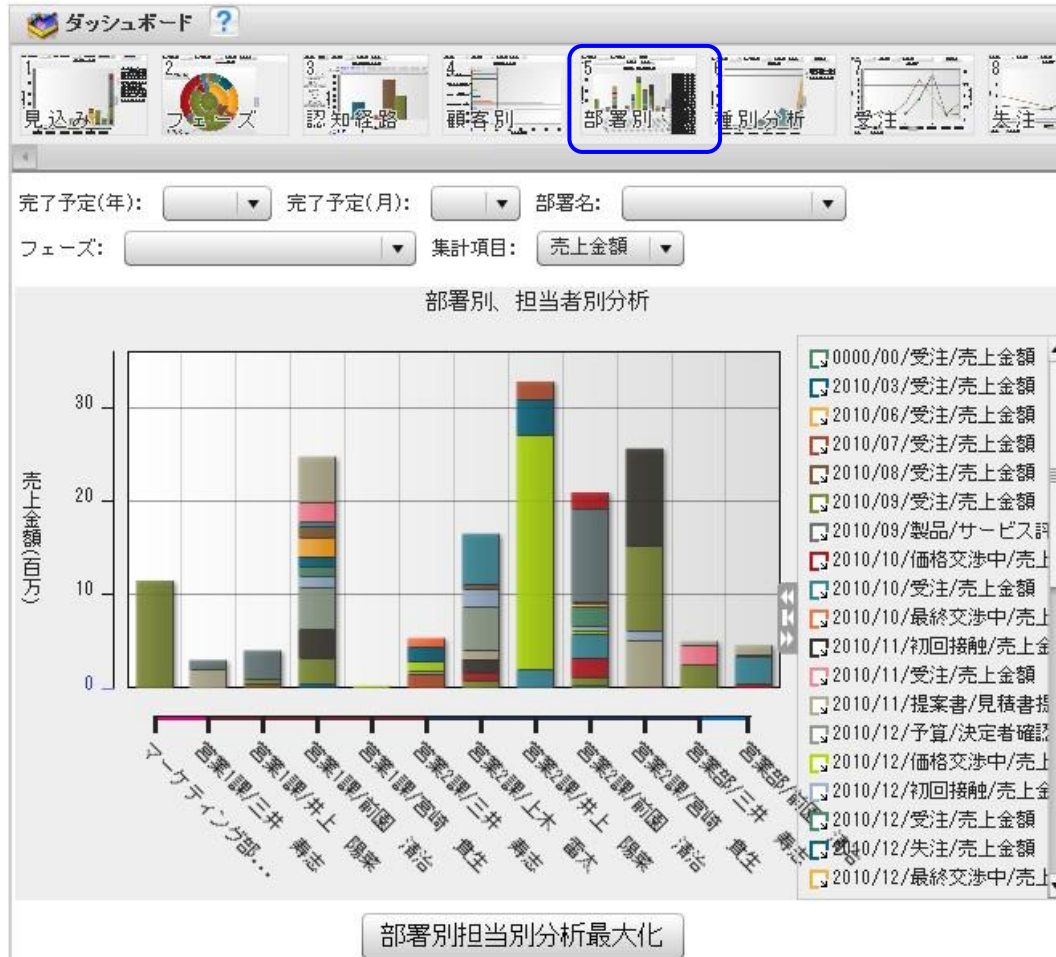 ダッシュボード ?
1 見込み
2 フェーズ
3 認知経路
4 顧客別
5 部署別
6 種別分析
7 受注
8 失注
完了予定(年): 完了予定(月): 部署名:
フェーズ: 集計項目: 売上金額
部署別、担当者別分析
売上金額(百万)
30
20
10
0
マーケティング部...
営業1課/三井 寿志
営業1課/井上 陽菜
営業1課/前園 清治
営業1課/宮崎 貴生
営業2課/三井 寿志
営業2課/上木 雷太
営業2課/井上 陽菜
営業2課/前園 清治
営業2課/宮崎 貴生
営業部/三井 寿志
営業部/前園 清治
0000/00/受注/売上金額
2010/03/受注/売上金額
2010/06/受注/売上金額
2010/07/受注/売上金額
2010/08/受注/売上金額
2010/09/受注/売上金額
2010/09/製品/サービス評
2010/10/価格交渉中/売上
2010/10/受注/売上金額
2010/10/最終交渉中/売上
2010/11/初回接触/売上金
2010/11/受注/売上金額
2010/11/提案書/見積書提
2010/12/予算/決定者確認
2010/12/価格交渉中/売上
2010/12/初回接触/売上金
2010/12/受注/売上金額
2010/12/失注/売上金額
2010/12/最終交渉中/売上
部署別担当別分析最大化